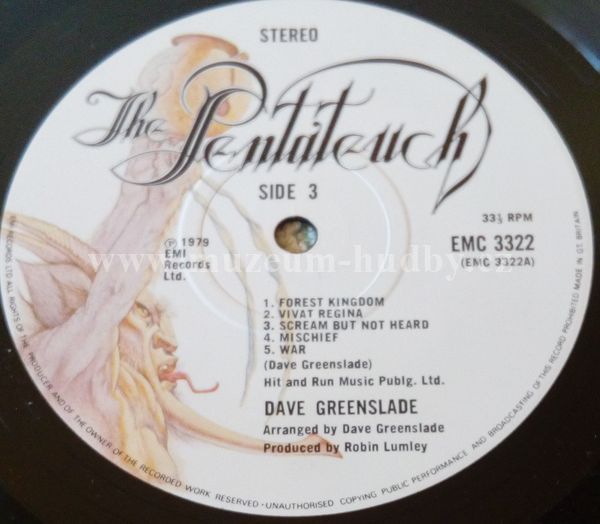 STEREO
The Pentateuch
SIDE 3
33⅓ RPM
℗ 1979
EMI
Records
Ltd.
EMC 3322
(EMC 3322A)
www.muzeum-hudby.cz
1. FOREST KINGDOM
2. VIVAT REGINA
3. SCREAM BUT NOT HEARD
4. MISCHIEF
5. WAR
(Dave Greenslade)
Hit and Run Music Publg. Ltd.
DAVE GREENSLADE
Arranged by Dave Greenslade
Produced by Robin Lumley
EMI RECORDS LTD ALL RIGHTS OF THE PRODUCER AND OF THE OWNER OF THE RECORDED WORK RESERVED · UNAUTHORISED COPYING PUBLIC PERFORMANCE AND BROADCASTING OF THIS RECORD PROHIBITED MADE IN GT. BRITAIN